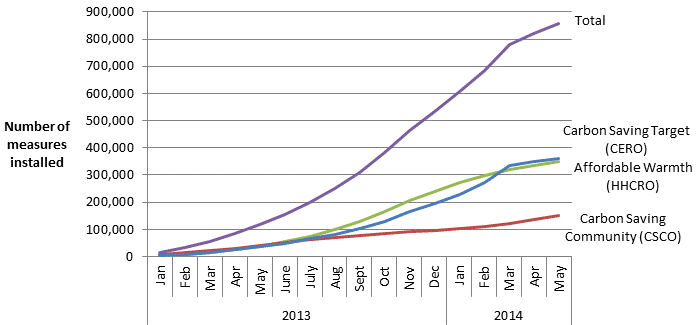 900,000
800,000
700,000
600,000
500,000
400,000
300,000
200,000
100,000
0
Number of
measures
installed
Total
Carbon Saving Target
(CERO)
Affordable Warmth
(HHCRO)
Carbon Saving
Community (CSCO)
Jan Feb Mar Apr May June July Aug Sept Oct Nov Dec Jan Feb Mar Apr May
2013 2014